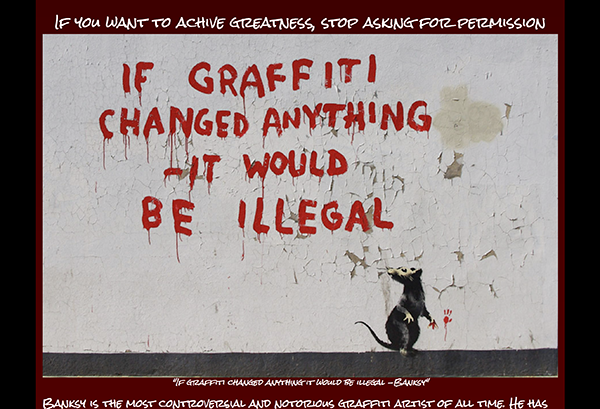 If you want to achive greatness, stop asking for permission
IF GRAFFITI
CHANGED ANYTHING
-IT WOULD
BE ILLEGAL
"If graffiti changed anything it would be illegal -Banksy"
Banksy is the most controversial and notorious graffiti artist of all time. He has